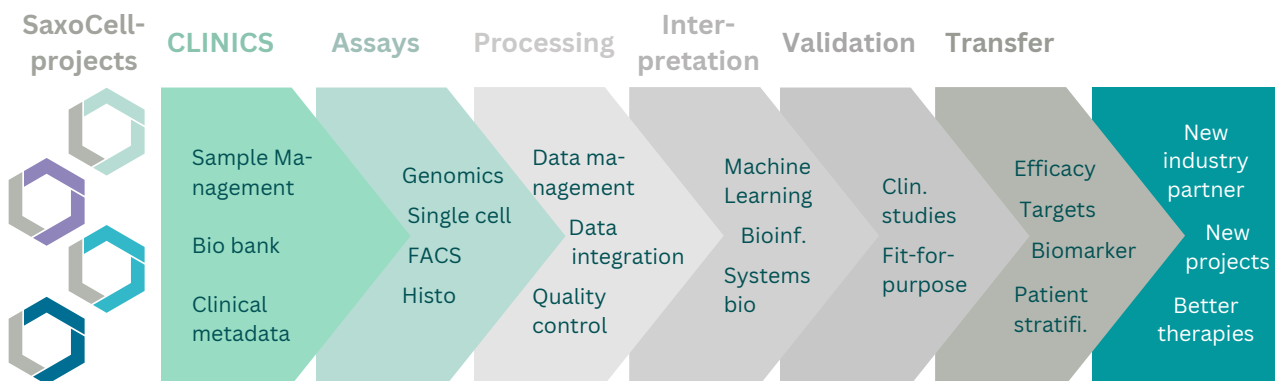 SaxoCell-
projects
CLINICS
Assays
Processing
Inter-
pretation
Validation
Transfer
Sample Ma-
nagement
Bio bank
Clinical
metadata
Genomics
Single cell
FACS
Histo
Data ma-
nagement
Data
integration
Quality
control
Machine
Learning
Bioinf.
Systems
bio
Clin.
studies
Fit-for-
purpose
Efficacy
Targets
Biomarker
Patient
stratifi.
New
industry
partner
New
projects
Better
therapies